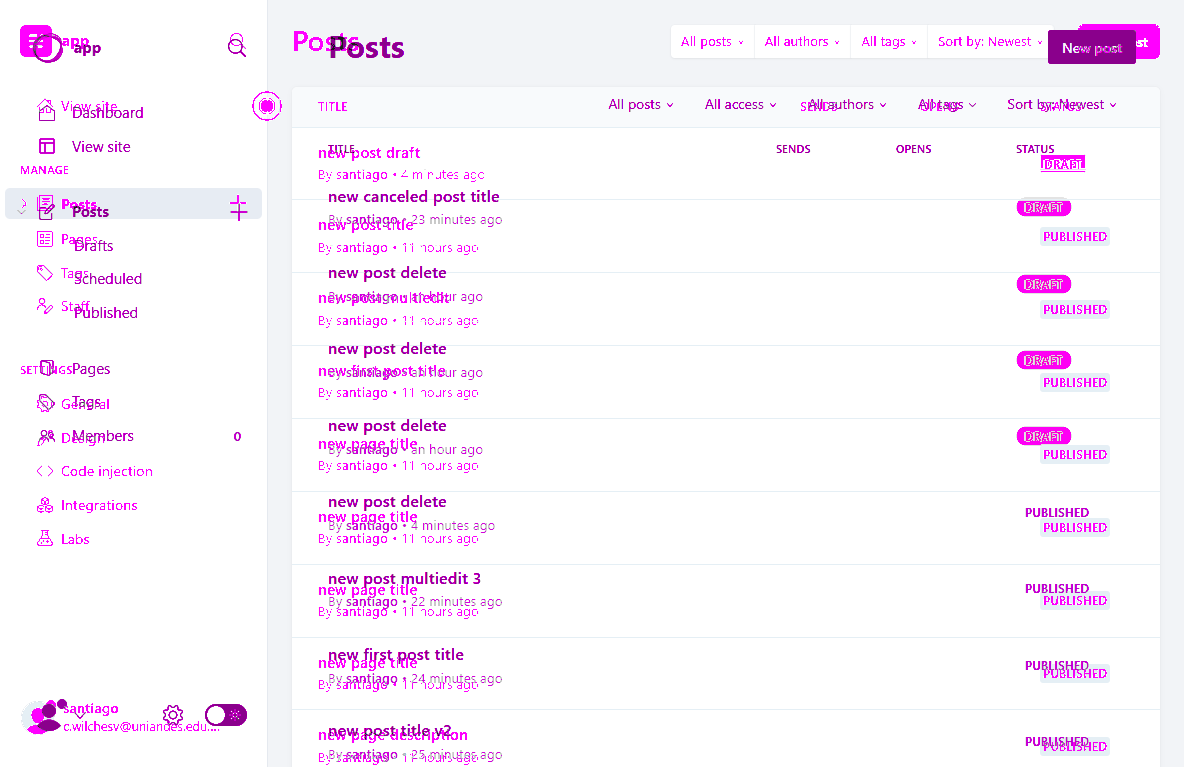 app
app
View site
Dashboard
View site
MANAGE
Posts
Posts
Pages
Drafts
Tags
Scheduled
Staff
Published
SETTINGS
Pages
General
Tags
Design
Members 0
Code injection
Integrations
Labs
santiago
c.wilchesv@uniandes.edu....
Posts
Posts
All posts
All authors
All tags
Sort by: Newest
New post
TITLE SENDS OPENS STATUS
All posts All access All authors All tags Sort by: Newest
TITLE SENDS OPENS STATUS
new post draft
By santiago • 4 minutes ago
DRAFT
new canceled post title
By santiago • 23 minutes ago
DRAFT
new post title
By santiago • 11 hours ago
PUBLISHED
new post delete
By santiago • an hour ago
DRAFT
new post multiedit
By santiago • 11 hours ago
PUBLISHED
new post delete
By santiago • an hour ago
DRAFT
new first post title
By santiago • 11 hours ago
PUBLISHED
new post delete
By santiago • an hour ago
DRAFT
new page title
By santiago • 11 hours ago
PUBLISHED
new post delete
By santiago • 4 minutes ago
PUBLISHED
new page title
By santiago • 11 hours ago
PUBLISHED
new post multiedit 3
By santiago • 22 minutes ago
PUBLISHED
new page title
By santiago • 11 hours ago
PUBLISHED
new first post title
By santiago • 24 minutes ago
PUBLISHED
new page title
By santiago • 11 hours ago
PUBLISHED
new post title v2
By santiago • 25 minutes ago
PUBLISHED
new page description
By santiago • 11 hours ago
PUBLISHED